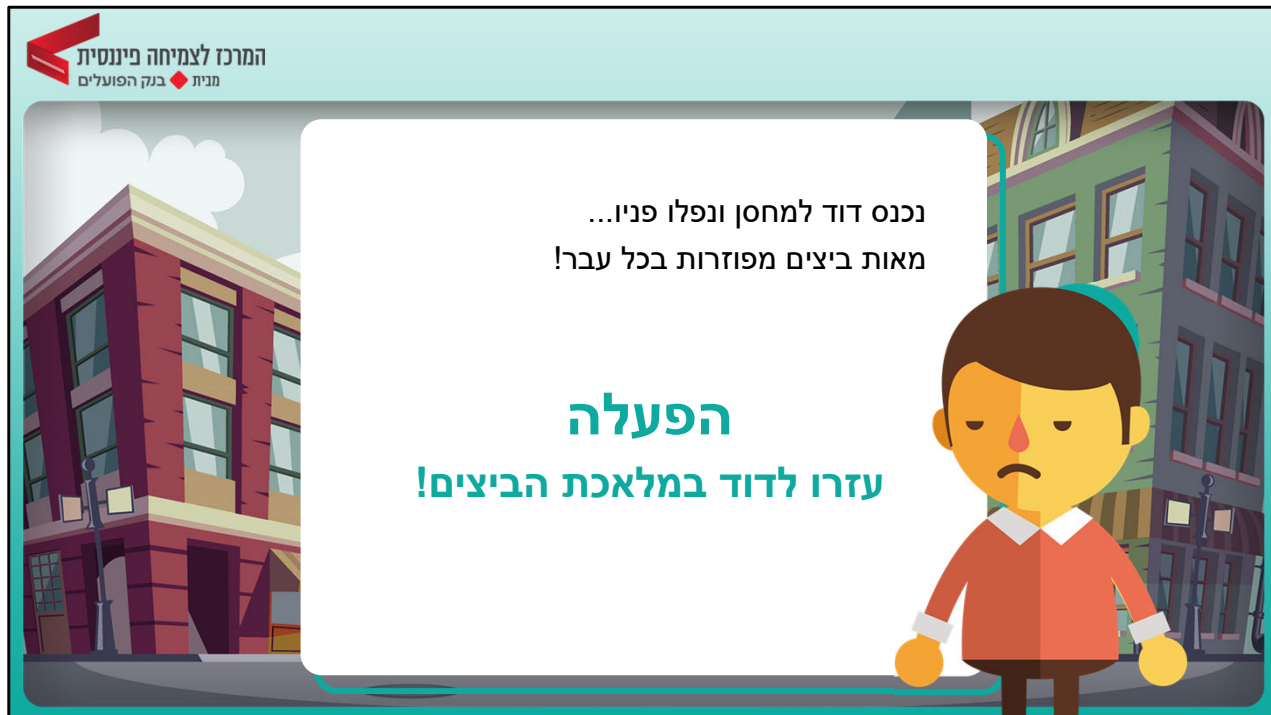 המרכז לצמיחה פיננסית
מבית בנק הפועלים
נכנס דוד למחסן ונפלו פניו...
מאות ביצים מפוזרות בכל עבר!
הפעלה
עזרו לדוד במלאכת הביצים!